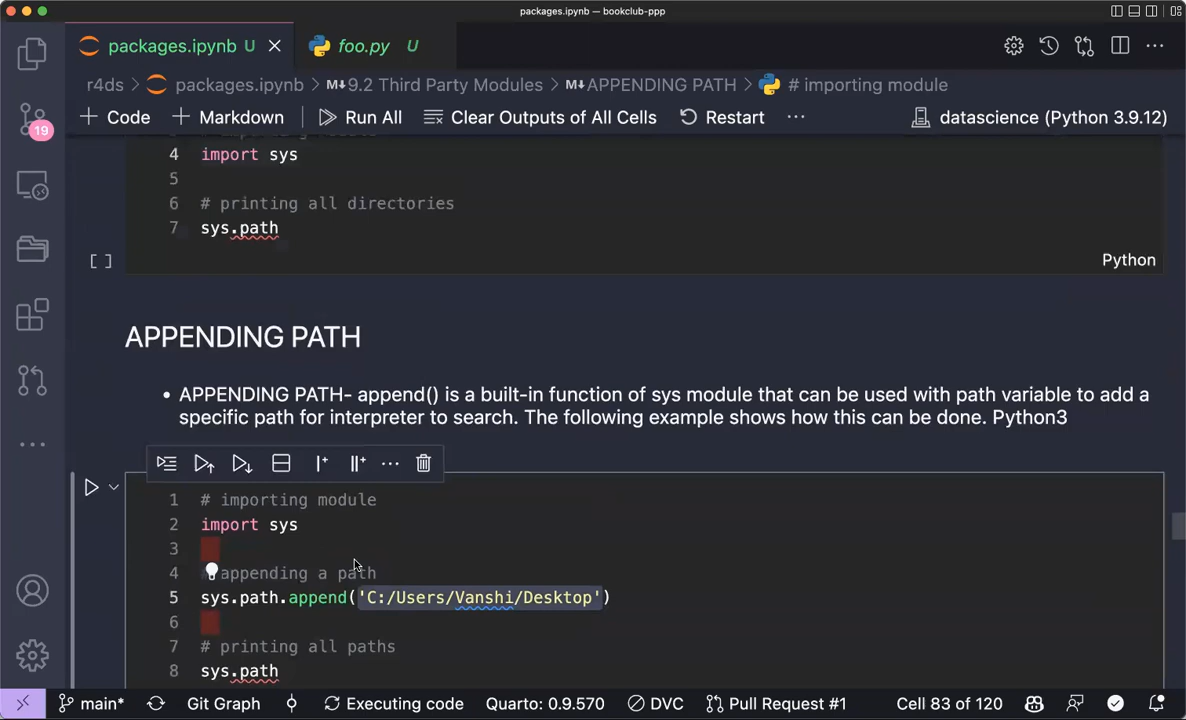 packages.ipynb — bookclub-ppp
packages.ipynb U
foo.py U
r4ds > packages.ipynb > M↓9.2 Third Party Modules > M↓APPENDING PATH > # importing module
+ Code + Markdown Run All Clear Outputs of All Cells Restart ... datascience (Python 3.9.12)
19
4 import sys
5
6 # printing all directories
7 sys.path
[ ]
Python
APPENDING PATH
• APPENDING PATH- append() is a built-in function of sys module that can be used with path variable to add a
specific path for interpreter to search. The following example shows how this can be done. Python3
1 # importing module
2 import sys
3
4 appending a path
5 sys.path.append('C:/Users/Vanshi/Desktop')
6
7 # printing all paths
8 sys.path
main* Git Graph Executing code Quarto: 0.9.570 DVC Pull Request #1 Cell 83 of 120